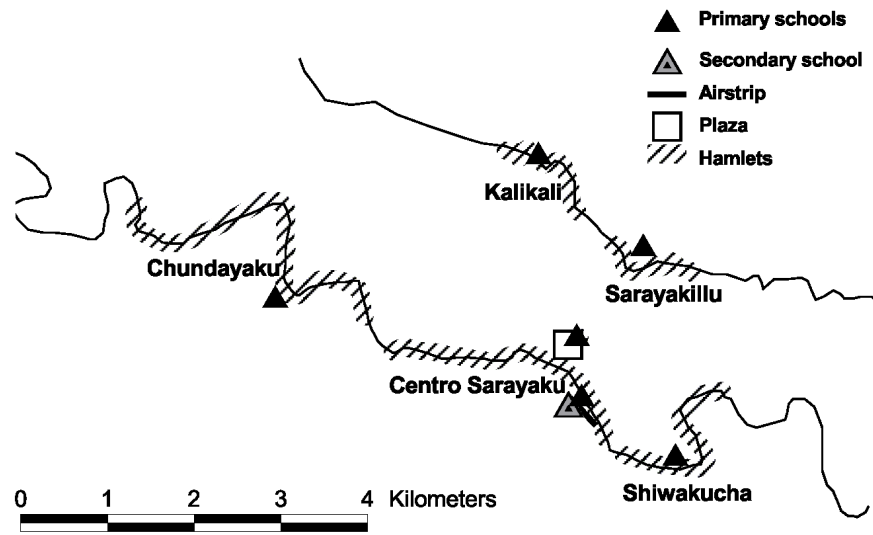 Primary schools
Secondary school
Airstrip
Plaza
Hamlets
Kalikali
Chundayaku
Sarayakillu
Centro Sarayaku
Shiwakucha
0 1 2 3 4 Kilometers